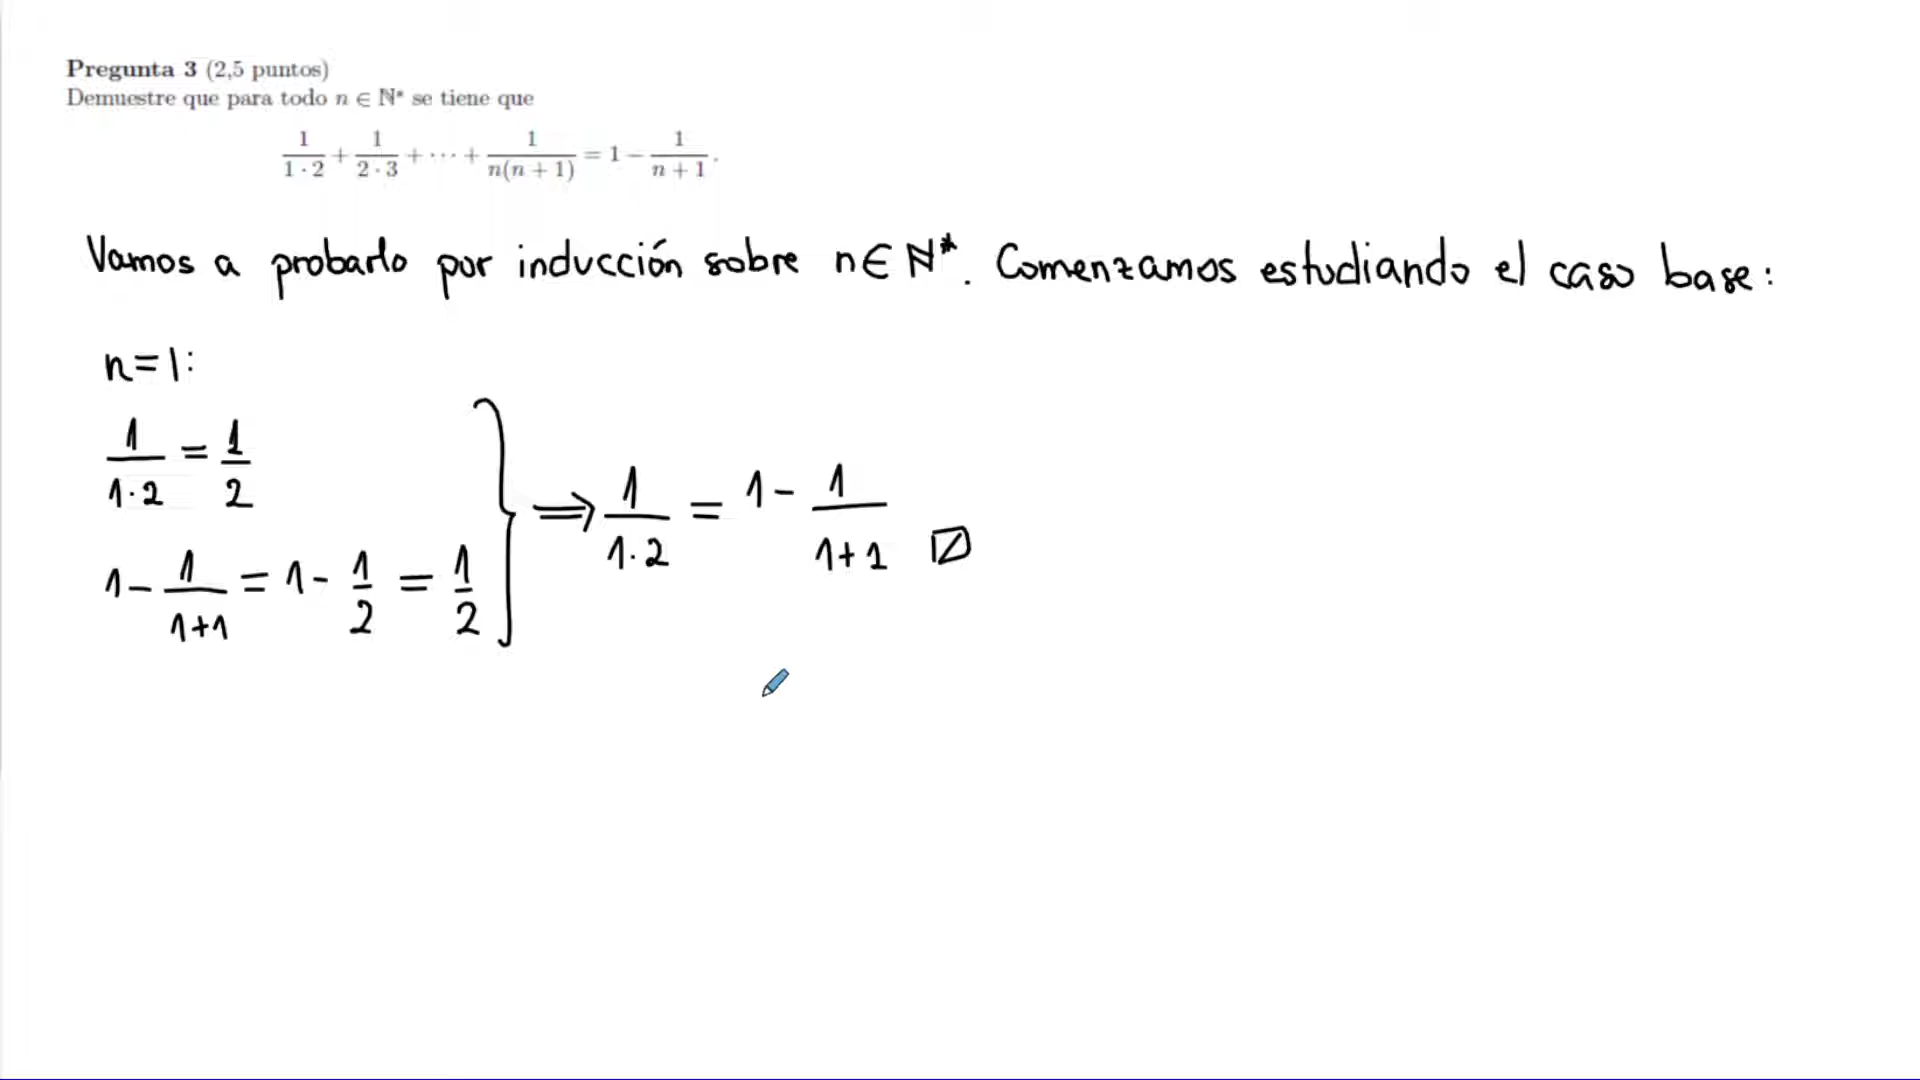 Pregunta 3 (2,5 puntos)
Demuestre que para todo n ∈ ℕ* se tiene que
1/(1·2) + 1/(2·3) + ··· + 1/(n(n+1)) = 1 − 1/(n+1).
Vamos a probarlo por inducción sobre n ∈ ℕ*. Comenzamos estudiando el caso base:
n=1:
1/(1·2) = 1/2
1 − 1/(1+1) = 1 − 1/2 = 1/2
⟹ 1/(1·2) = 1 − 1/(1+1) ☑